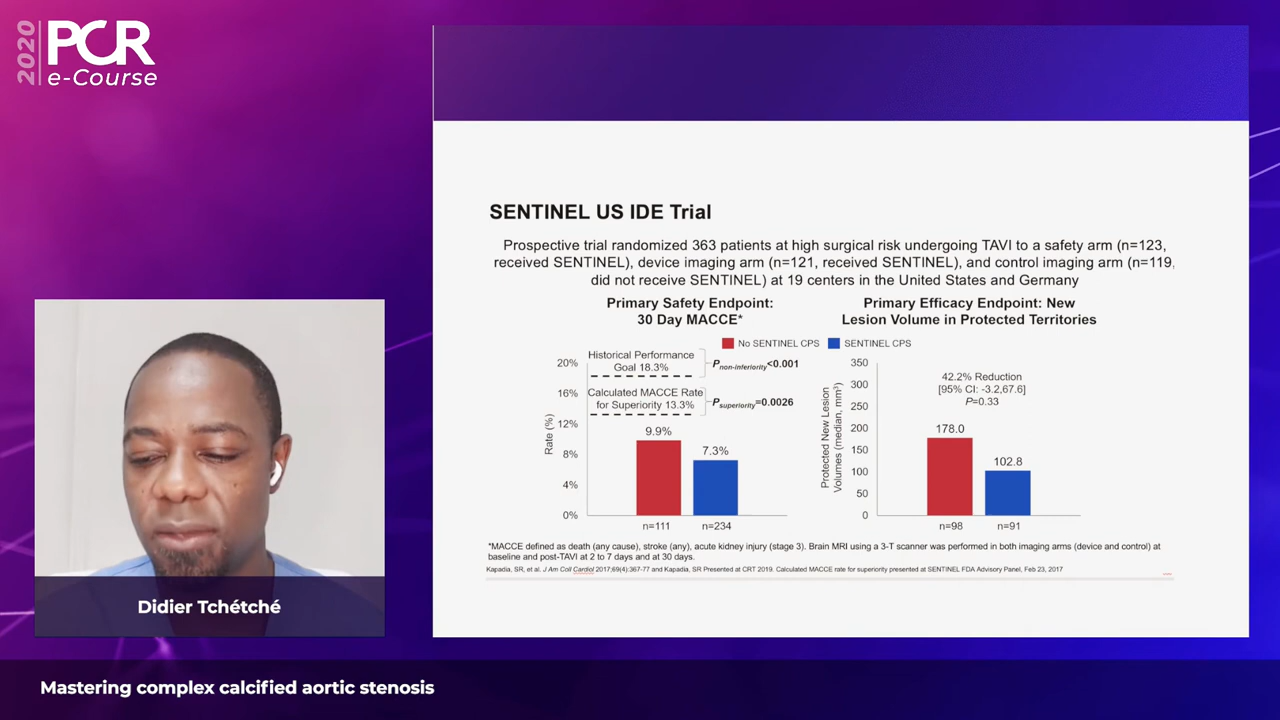 2020
PCR
e-Course
SENTINEL US IDE Trial
Prospective trial randomized 363 patients at high surgical risk undergoing TAVI to a safety arm (n=123,
received SENTINEL), device imaging arm (n=121, received SENTINEL), and control imaging arm (n=119,
did not receive SENTINEL) at 19 centers in the United States and Germany
Primary Safety Endpoint:
30 Day MACCE*
Primary Efficacy Endpoint: New
Lesion Volume in Protected Territories
No SENTINEL CPS
SENTINEL CPS
Rate (%)
20%
16%
12%
8%
4%
0%
Historical Performance
Goal 18.3%
Pnon-inferiority<0.001
Calculated MACCE Rate
for Superiority 13.3%
Psuperiority=0.0026
9.9%
7.3%
n=111
n=234
Protected New Lesion
Volumes (median, mm³)
350
300
250
200
150
100
50
0
42.2% Reduction
[95% CI: -3.2,67.6]
P=0.33
178.0
102.8
n=98
n=91
*MACCE defined as death (any cause), stroke (any), acute kidney injury (stage 3). Brain MRI using a 3-T scanner was performed in both imaging arms (device and control) at
baseline and post-TAVI at 2 to 7 days and at 30 days.
Kapadia, SR, et al. J Am Coll Cardiol 2017;69(4):367-77 and Kapadia, SR Presented at CRT 2019. Calculated MACCE rate for superiority presented at SENTINEL FDA Advisory Panel, Feb 23, 2017
Didier Tchétché
Mastering complex calcified aortic stenosis